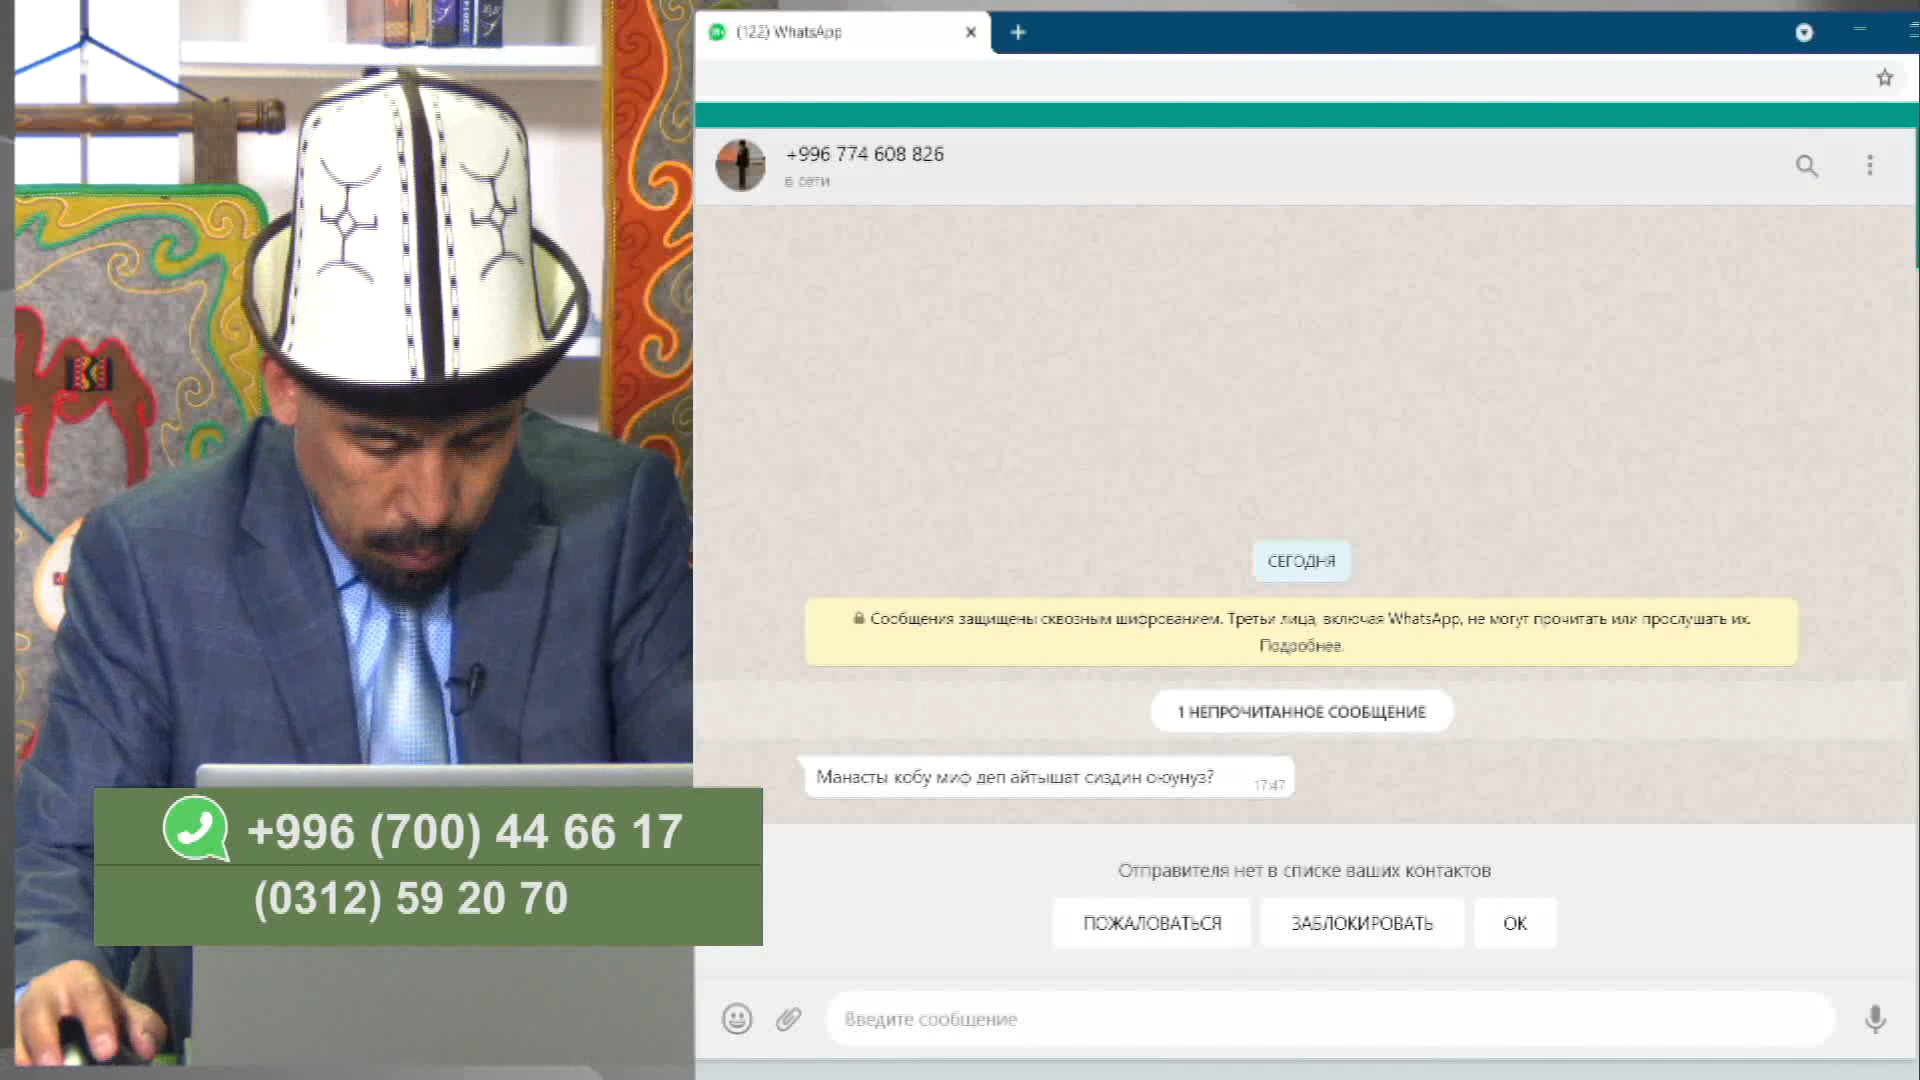 (122) WhatsApp
+996 774 608 826
в сети
СЕГОДНЯ
Сообщения защищены сквозным шифрованием. Третьи лица, включая WhatsApp, не могут прочитать или прослушать их.
Подробнее.
1 НЕПРОЧИТАННОЕ СООБЩЕНИЕ
Манасты кобу миф деп айтышат сиздин оюунуз?
17:47
+996 (700) 44 66 17
(0312) 59 20 70
Отправителя нет в списке ваших контактов
ПОЖАЛОВАТЬСЯ
ЗАБЛОКИРОВАТЬ
ОК
Введите сообщение